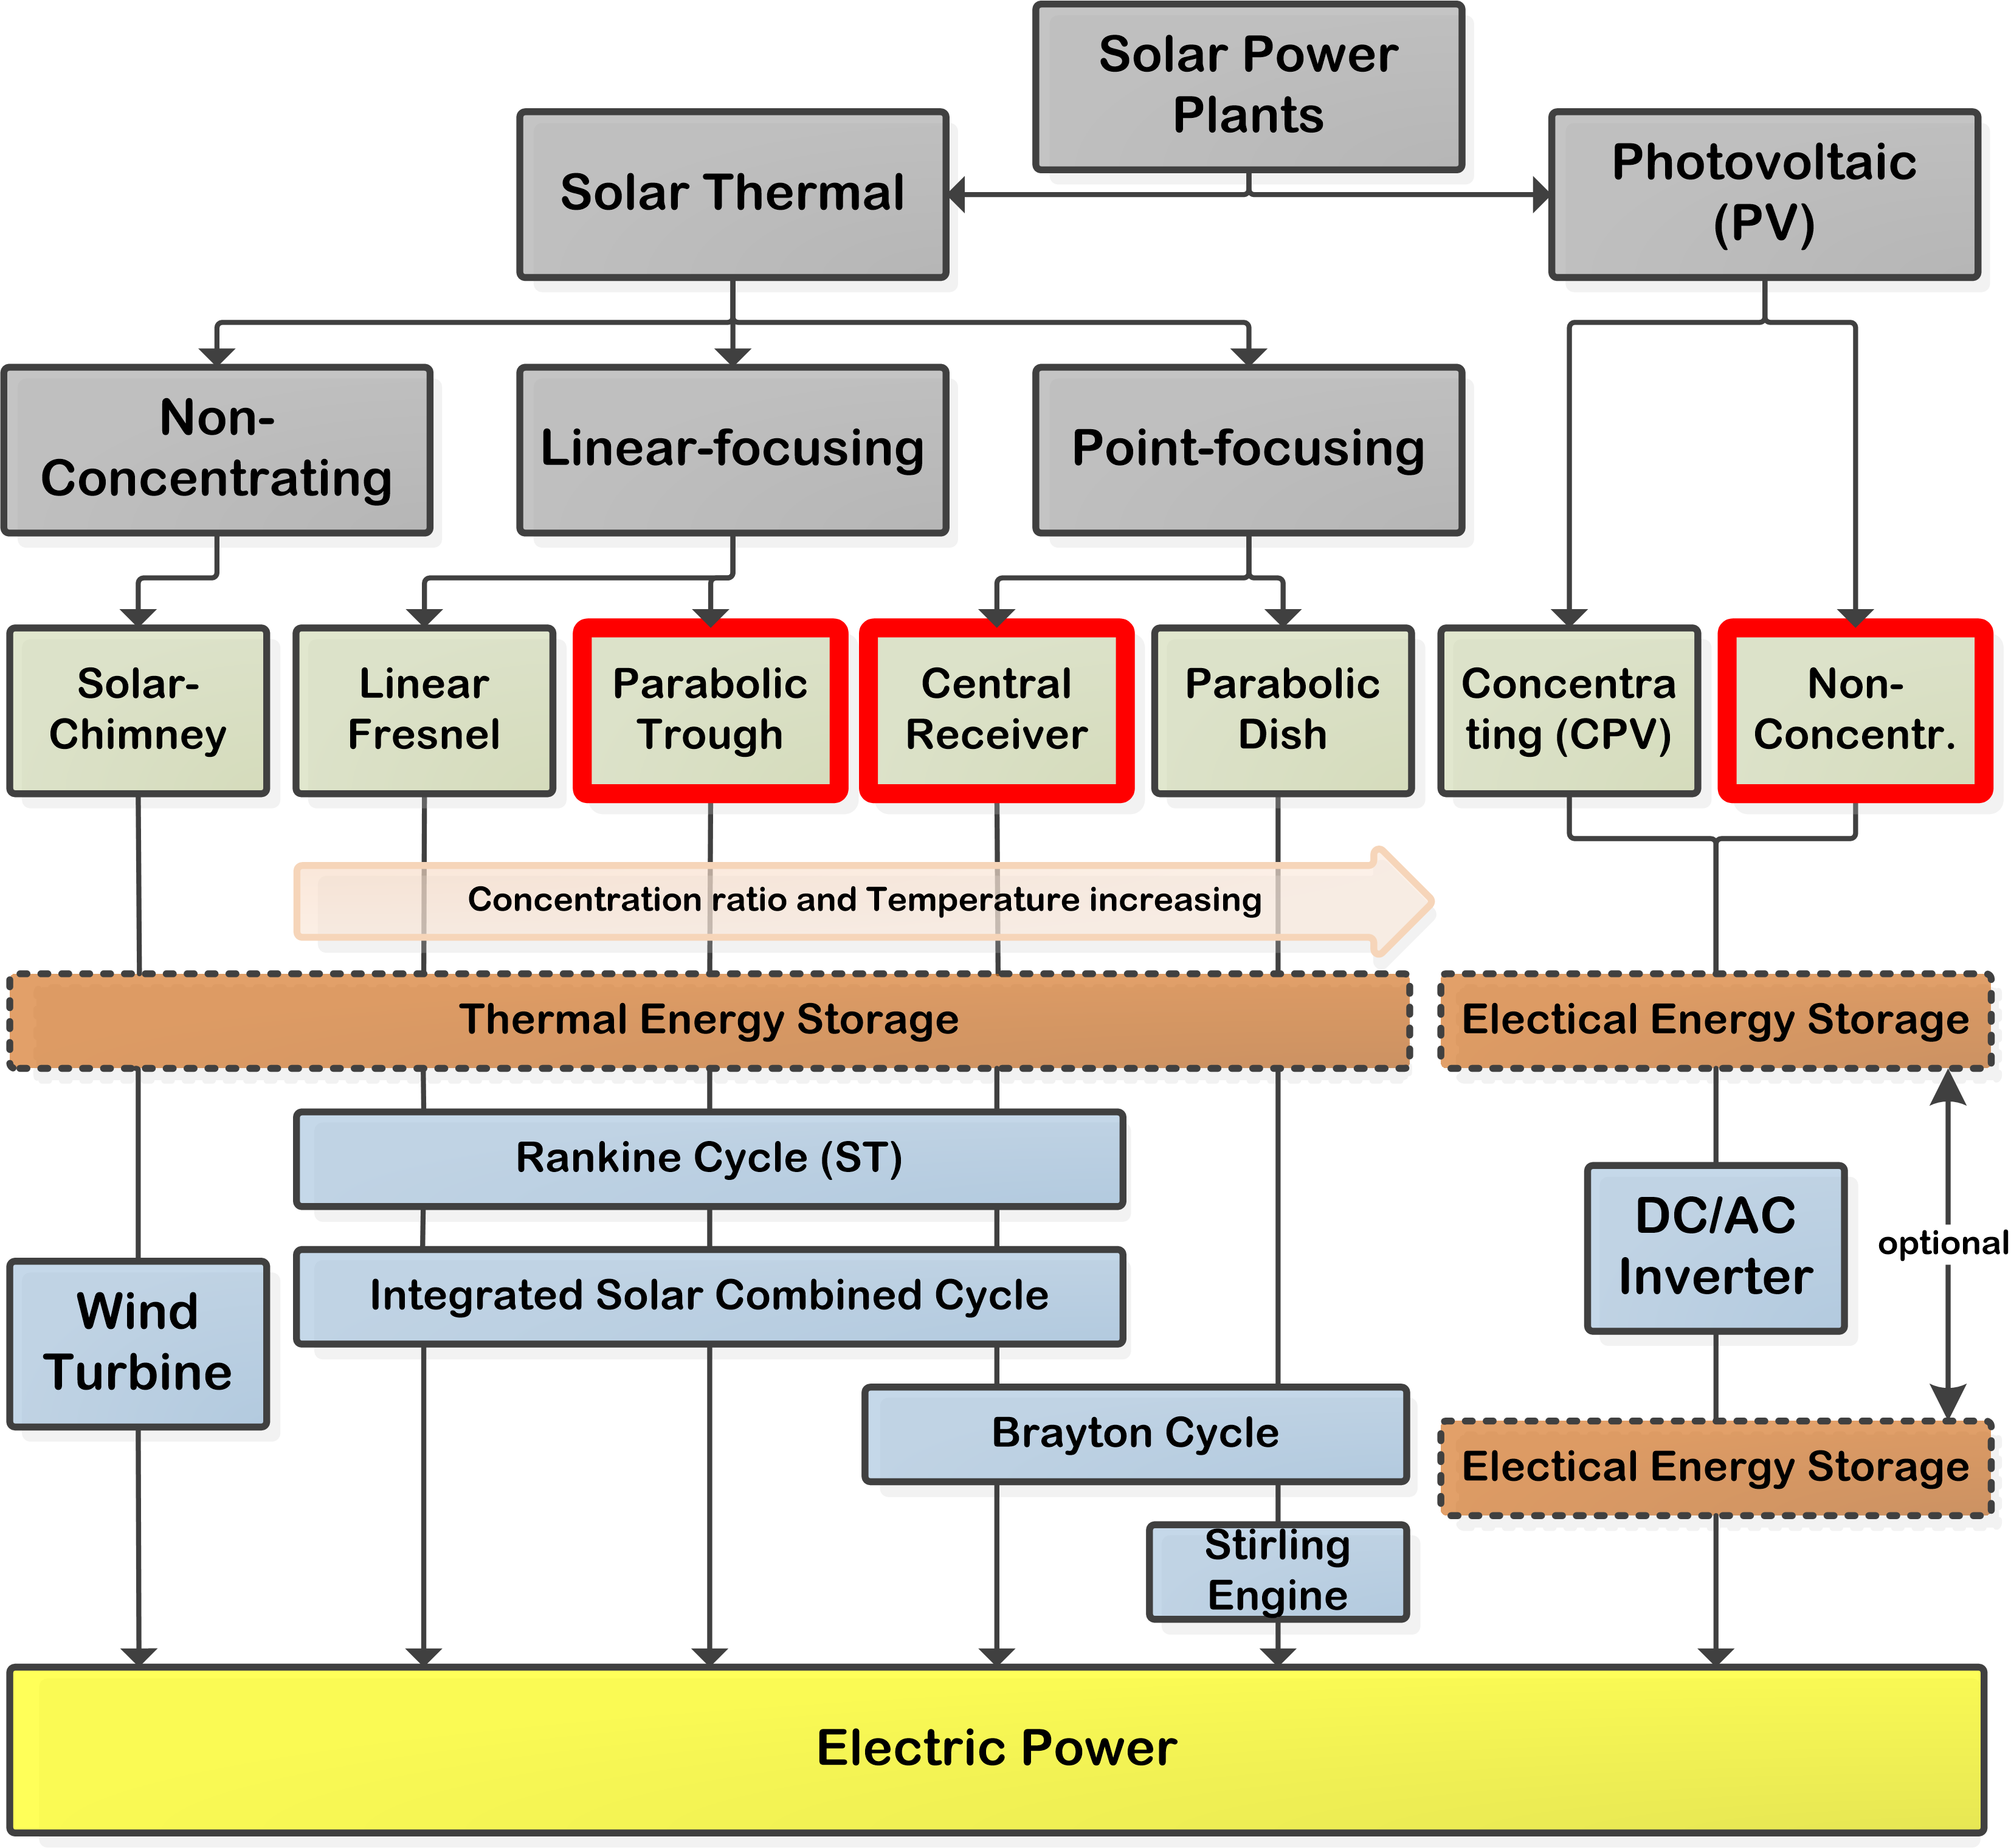 Solar Power
Plants
Solar Thermal
Photovoltaic
(PV)
Non-
Concentrating
Linear-focusing
Point-focusing
Solar-
Chimney
Linear
Fresnel
Parabolic
Trough
Central
Receiver
Parabolic
Dish
Concentra
ting (CPV)
Non-
Concentr.
Concentration ratio and Temperature increasing
Thermal Energy Storage
Electical Energy Storage
Rankine Cycle (ST)
DC/AC
Inverter
optional
Integrated Solar Combined Cycle
Wind
Turbine
Brayton Cycle
Electical Energy Storage
Stirling
Engine
Electric Power